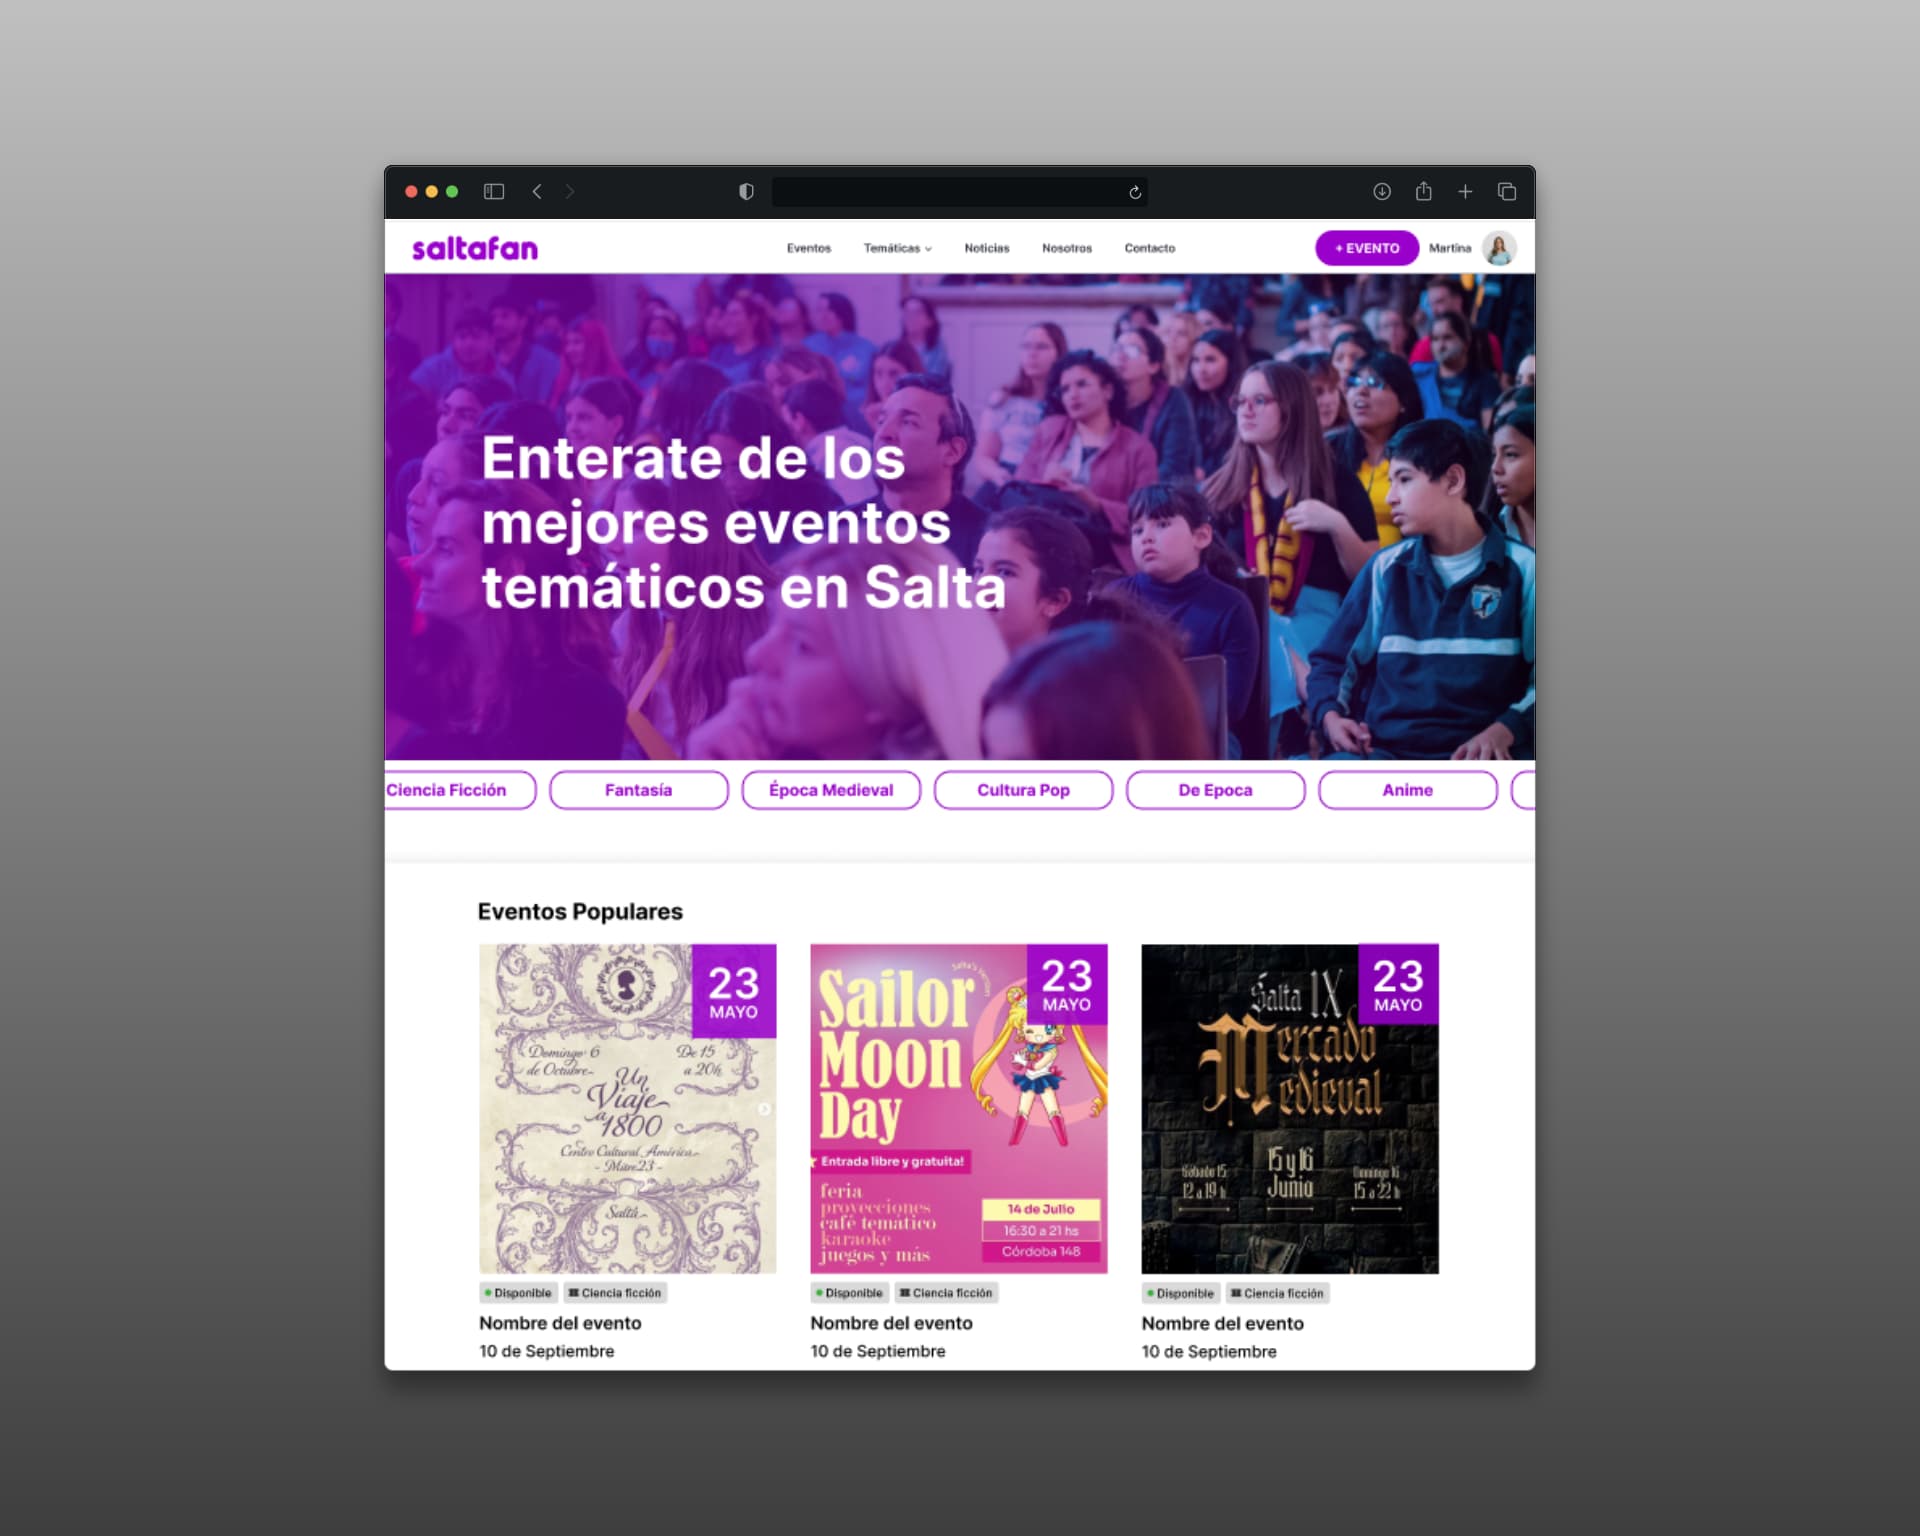 saltafan
Eventos
Temáticas
Noticias
Nosotros
Contacto
+ EVENTO
Martina
Enterate de los
mejores eventos
temáticos en Salta
Ciencia Ficción
Fantasía
Época Medieval
Cultura Pop
De Epoca
Anime
Eventos Populares
23
MAYO
Domingo 6
de Octubre
De 15
a 20h
Un
Viaje
a
1800
Centro Cultural América
- Mitre 23 -
Salta
Disponible
Ciencia ficción
Nombre del evento
10 de Septiembre
23
MAYO
Salta's Version
Sailor
Moon
Day
Entrada libre y gratuita!
feria
proyecciones
café temático
karaoke
juegos y más
14 de Julio
16:30 a 21 hs
Córdoba 148
Disponible
Ciencia ficción
Nombre del evento
10 de Septiembre
23
MAYO
Salta IX
Mercado
Medieval
Sábado 15
12 a 19 h
15 y 16
Junio
Domingo 16
15 a 22 h
Disponible
Ciencia ficción
Nombre del evento
10 de Septiembre